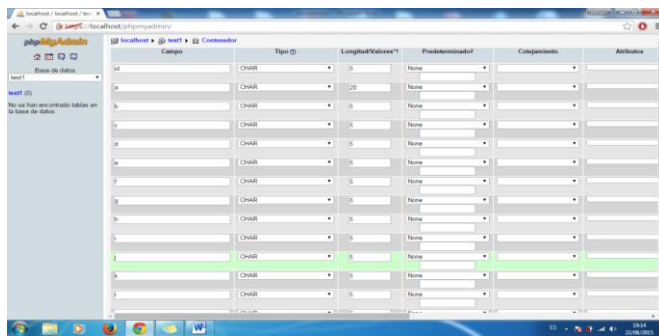 localhost / localhost / tes
https://localhost/phpmyadmin/
phpMyAdmin
Base de datos
test1
test1 (0)
No se han encontrado tablas en
la base de datos.
localhost ▸ test1 ▸ Contenedor
Campo Tipo Longitud/Valores*1 Predeterminado2 Cotejamiento Atributos
id CHAR 5 None
a CHAR 20 None
b CHAR 5 None
c CHAR 5 None
d CHAR 5 None
e CHAR 5 None
f CHAR 5 None
g CHAR 5 None
h CHAR 5 None
i CHAR 5 None
j CHAR 5 None
k CHAR 5 None
l CHAR 5 None
ES
19:14
22/08/2015